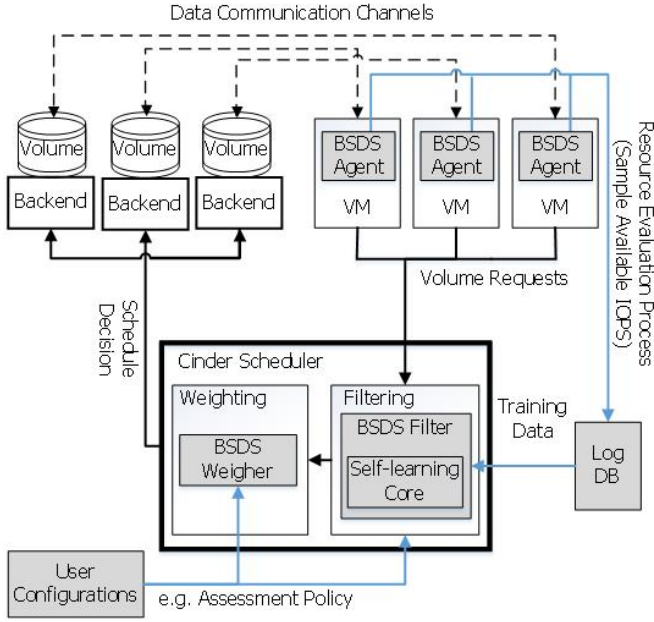 Data Communication Channels
Volume
Volume
Volume
Backend
Backend
Backend
BSDS
Agent
VM
BSDS
Agent
VM
BSDS
Agent
VM
Resource Evaluation Process
(Sample Available IOPS)
Volume Requests
Schedule
Decision
Cinder Scheduler
Weighting
BSDS
Weigher
Filtering
BSDS Filter
Self-learning
Core
Training
Data
Log
DB
User
Configurations
e.g. Assessment Policy